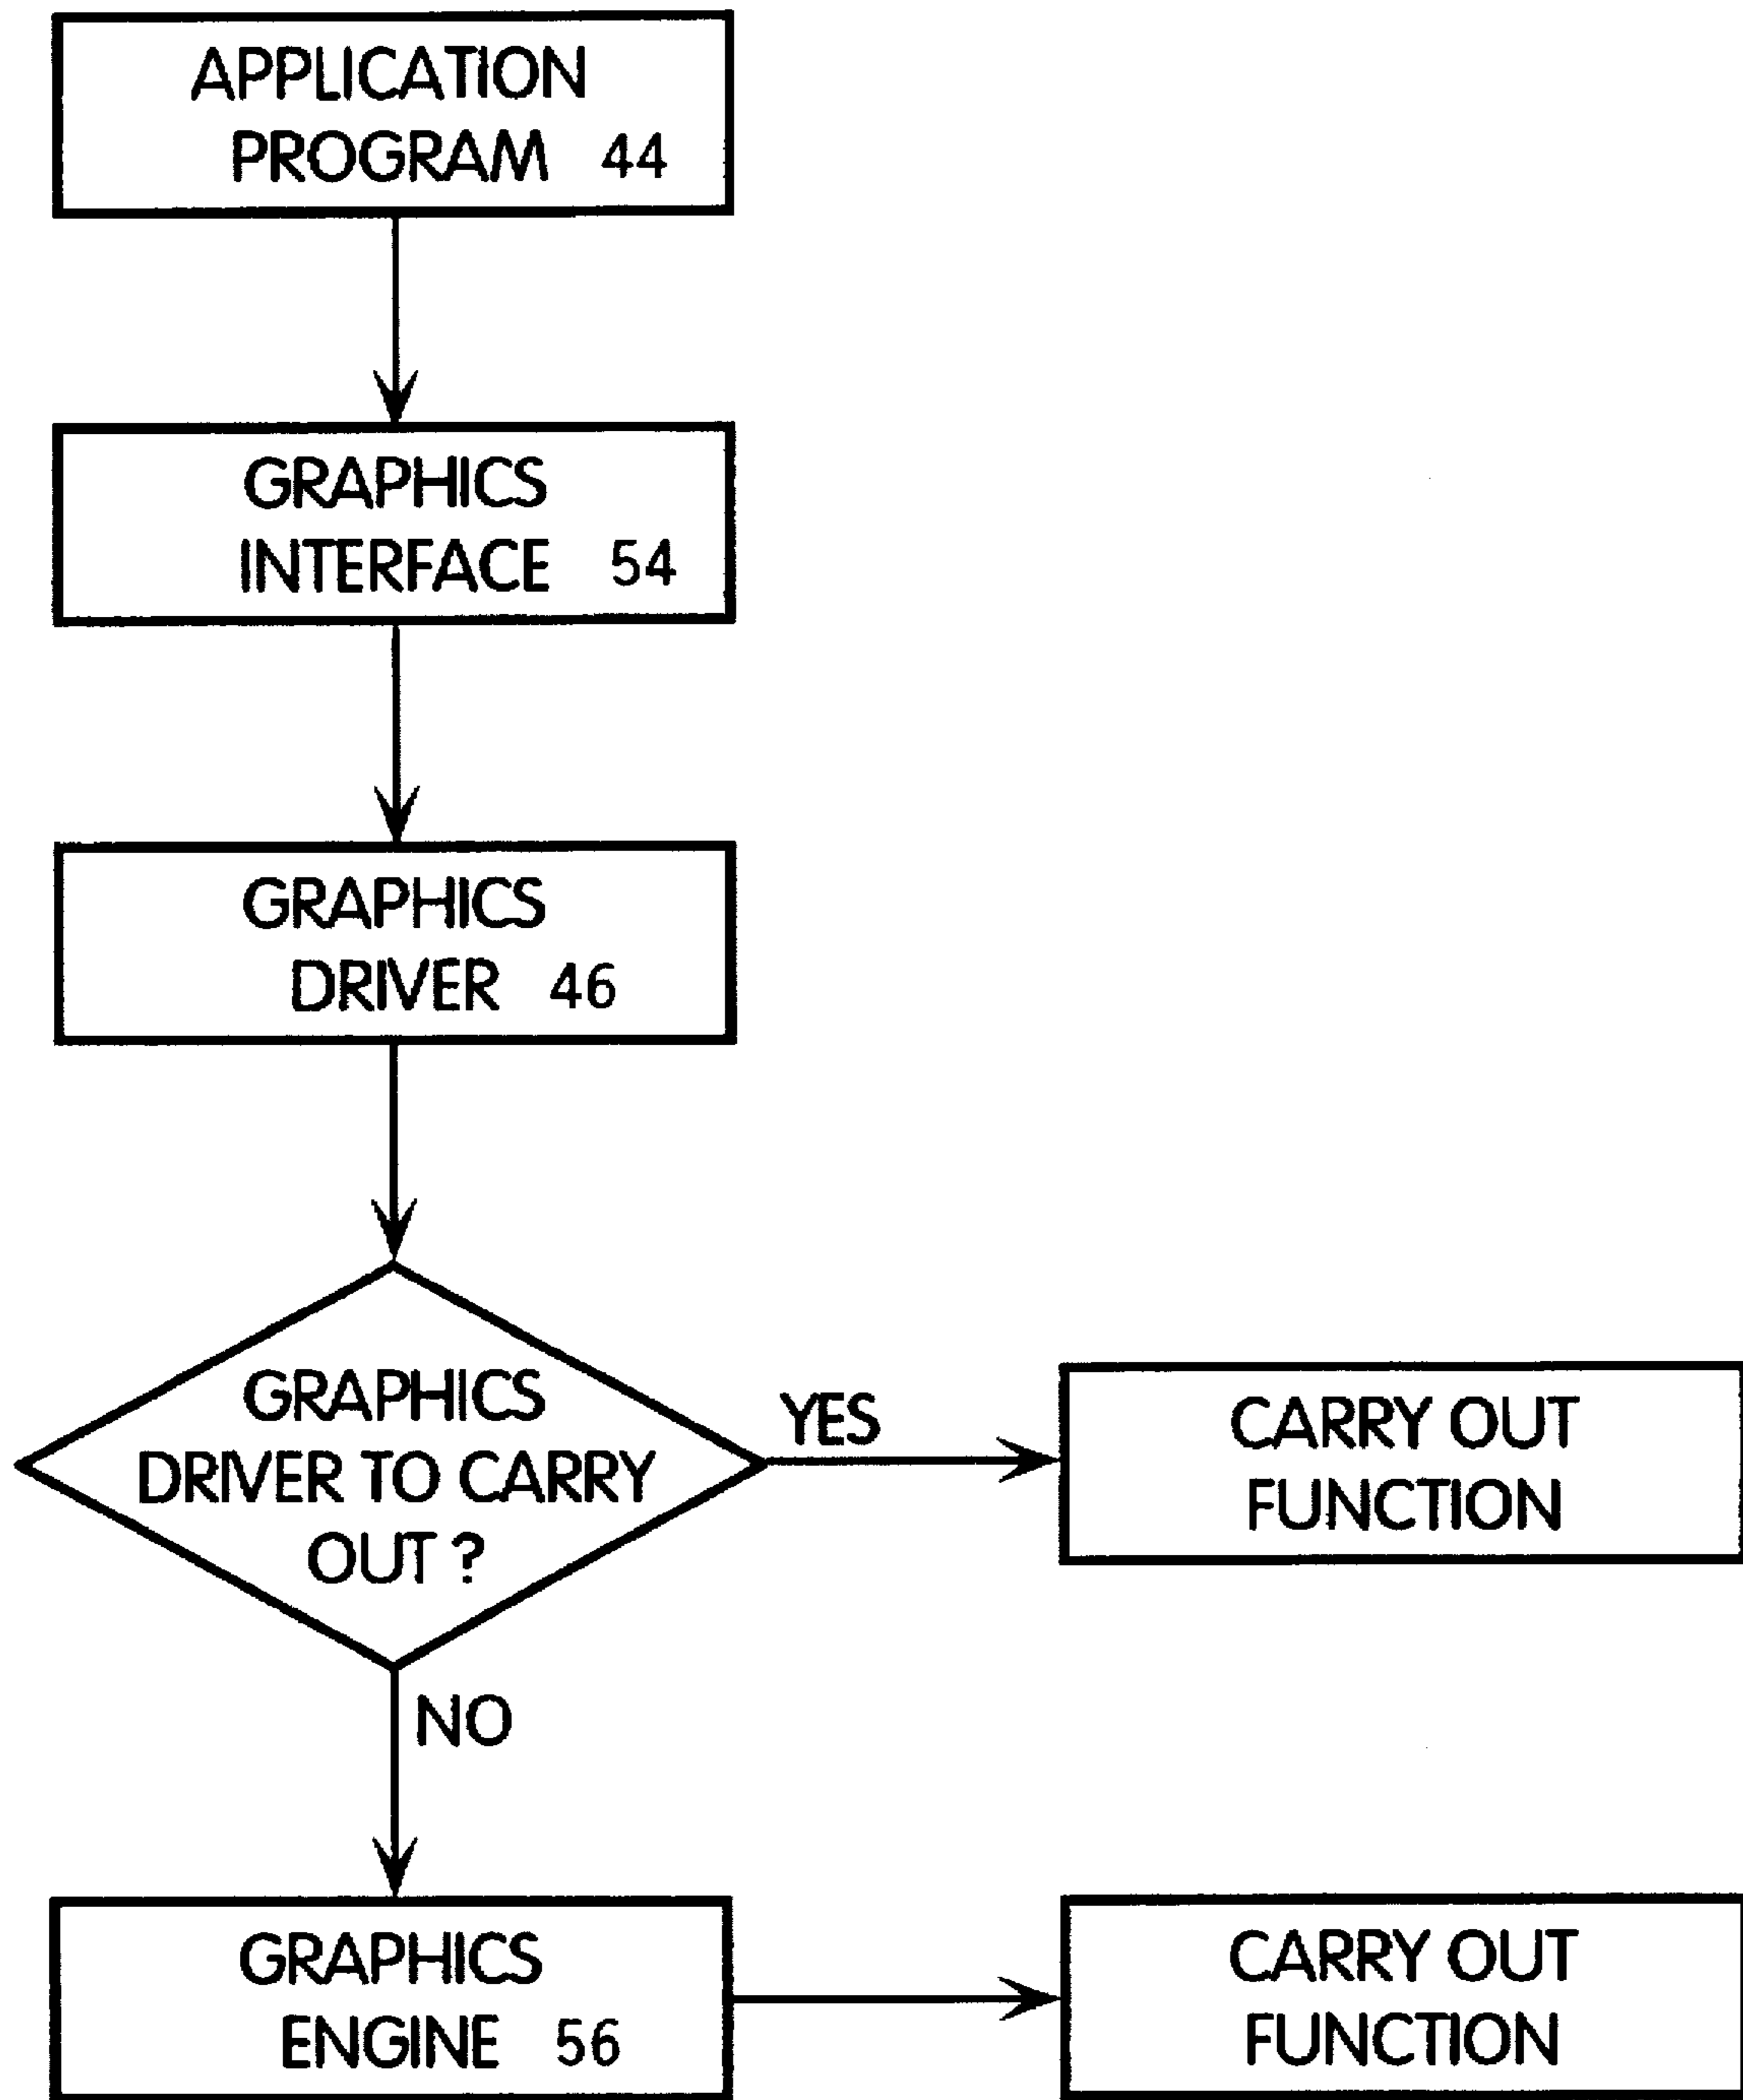 APPLICATION
PROGRAM 44
GRAPHICS
INTERFACE 54
GRAPHICS
DRIVER 46
GRAPHICS
DRIVER TO CARRY
OUT ?
YES
CARRY OUT
FUNCTION
NO
GRAPHICS
ENGINE 56
CARRY OUT
FUNCTION